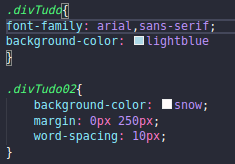 .divTudo{
font-family: arial,sans-serif;
background-color: lightblue
}
.divTudo02{
background-color: snow;
margin: 0px 250px;
word-spacing: 10px;
}